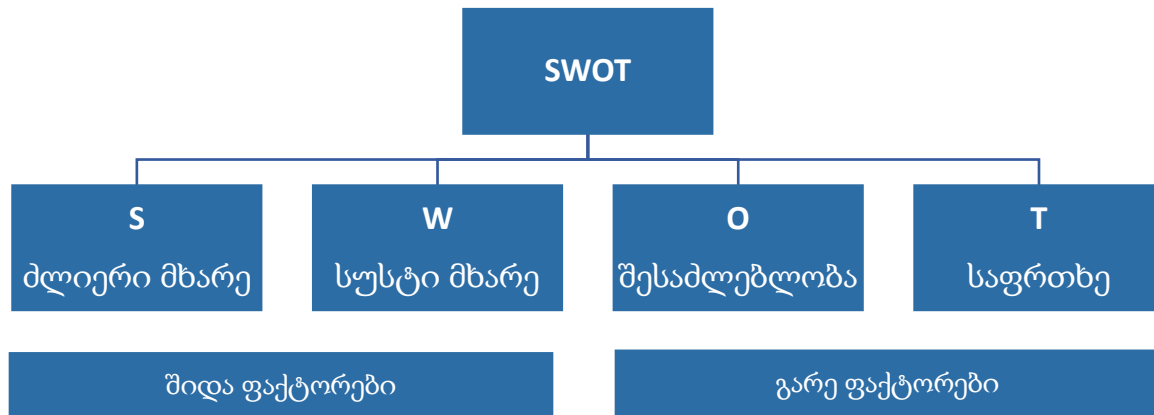 SWOT
S
ძლიერი მხარე
W
სუსტი მხარე
O
შესაძლებლობა
T
საფრთხე
შიდა ფაქტორები
გარე ფაქტორები